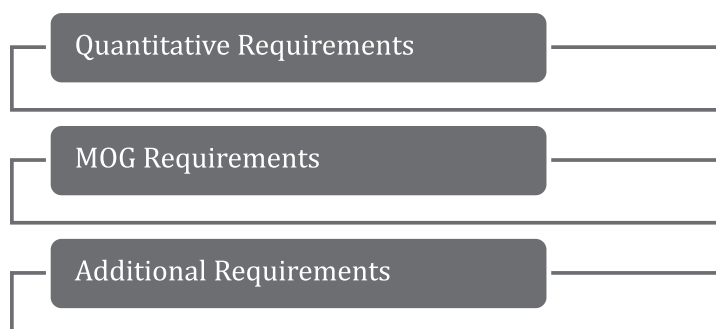 Quantitative Requirements
MOG Requirements
Additional Requirements